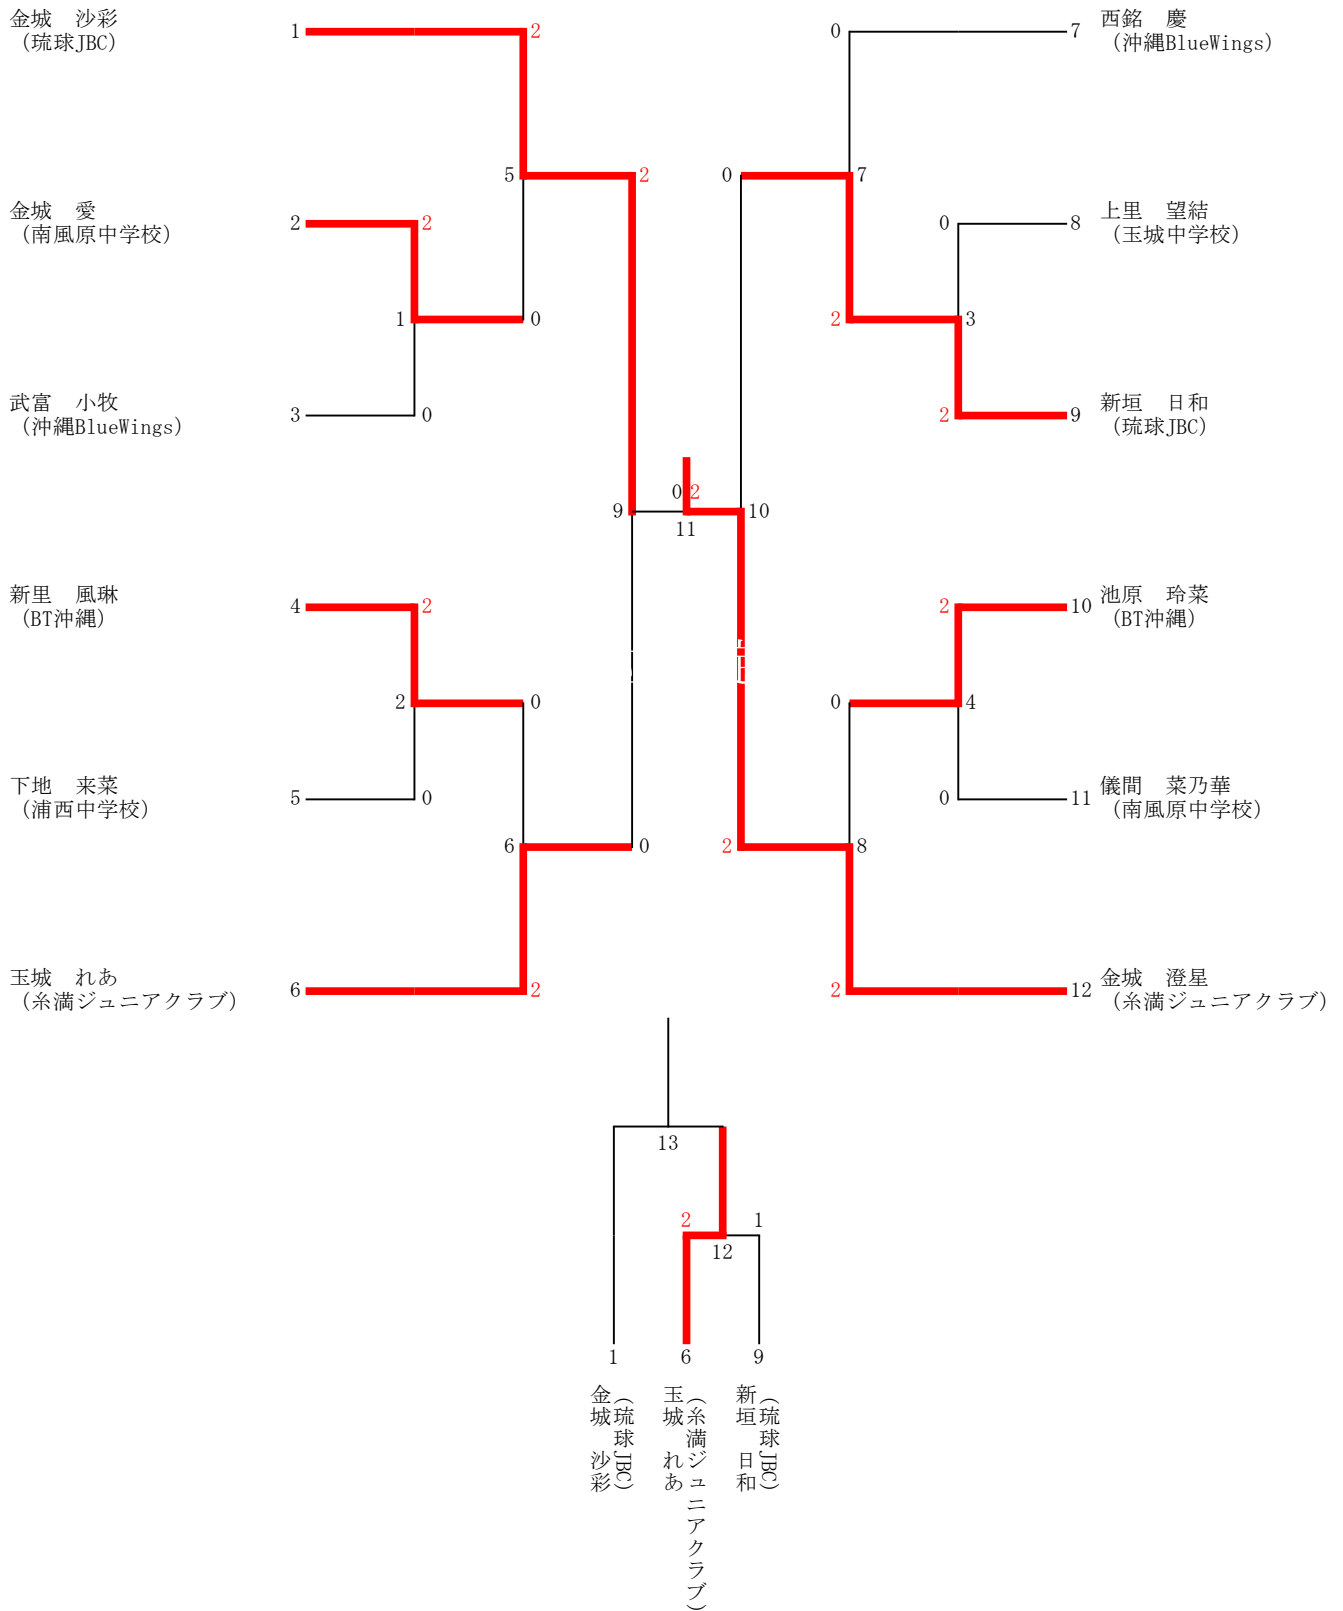 金城　沙彩
（琉球JBC）
1
2
0
7
西銘　慶
（沖縄BlueWings）
5
2
0
7
金城　愛
（南風原中学校）
2
2
0
8
上里　望結
（玉城中学校）
1
0
2
3
武富　小牧
（沖縄BlueWings）
3
0
2
9
新垣　日和
（琉球JBC）
0
2
9
11
10
新里　風琳
（BT沖縄）
4
2
2
10
池原　玲菜
（BT沖縄）
2
0
0
4
下地　来菜
（浦西中学校）
5
0
0
11
儀間　菜乃華
（南風原中学校）
6
0
2
8
玉城　れあ
（糸満ジュニアクラブ）
6
2
2
12
金城　澄星
（糸満ジュニアクラブ）
13
2
1
12
1
6
9
金城　沙彩
（琉球JBC）
玉城　れあ
（糸満ジュニアクラブ）
新垣　日和
（琉球JBC）